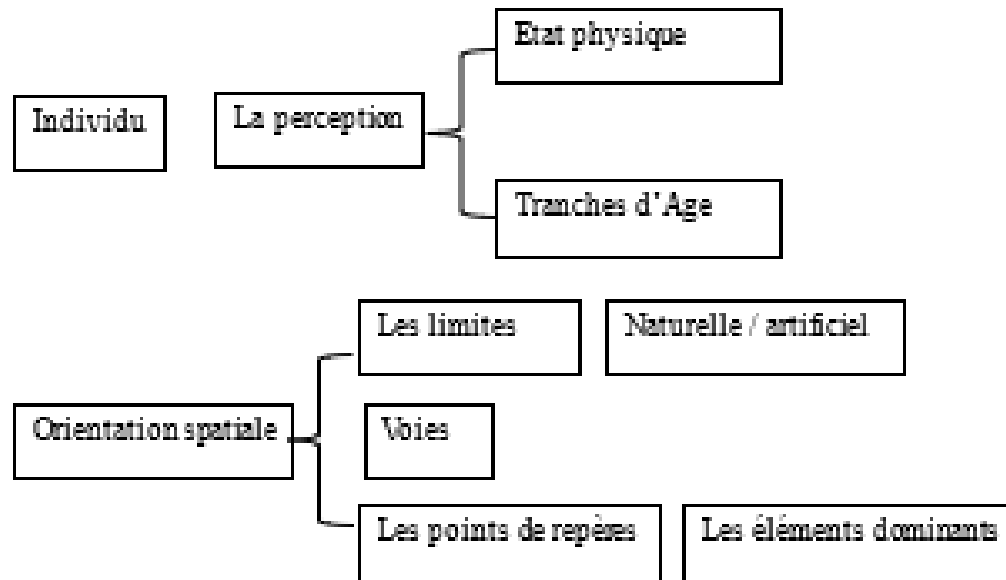 Etat physique
Individu
La perception
Tranches d'Age
Les limites
Naturelle / artificiel
Orientation spatiale
Voies
Les points de repères
Les éléments dominants